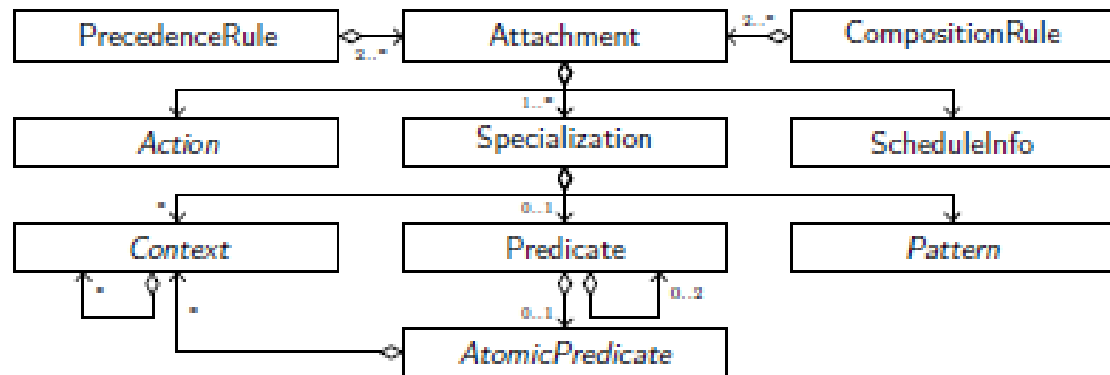 PrecedenceRule Attachment CompositionRule
2..* 2..*
1..*
Action Specialization ScheduleInfo
* 0..1
Context Predicate Pattern
* * 0..1 0..2
AtomicPredicate